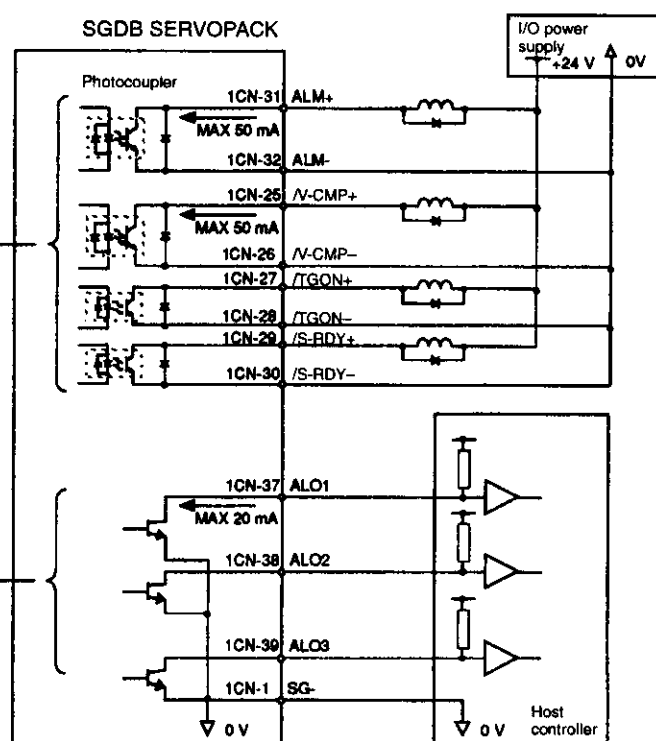 SGDB SERVOPACK
I/O power
supply
+24 V
0V
Photocoupler
1CN-31 ALM+
MAX 50 mA
1CN-32 ALM-
1CN-25 /V-CMP+
MAX 50 mA
1CN-26 /V-CMP–
1CN-27 /TGON+
1CN-28 /TGON–
1CN-29 /S-RDY+
1CN-30 /S-RDY–
1CN-37 ALO1
MAX 20 mA
1CN-38 ALO2
1CN-39 ALO3
1CN-1 SG-
0 V
0 V
Host
controller